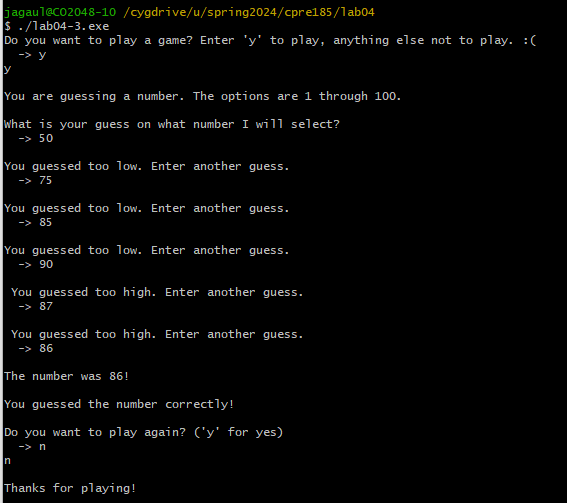 jagaul@CO2048-10 /cygdrive/u/spring2024/cpre185/lab04
$ ./lab04-3.exe
Do you want to play a game? Enter 'y' to play, anything else not to play. :(
-> y
y
You are guessing a number. The options are 1 through 100.
What is your guess on what number I will select?
-> 50
You guessed too low. Enter another guess.
-> 75
You guessed too low. Enter another guess.
-> 85
You guessed too low. Enter another guess.
-> 90
You guessed too high. Enter another guess.
-> 87
You guessed too high. Enter another guess.
-> 86
The number was 86!
You guessed the number correctly!
Do you want to play again? ('y' for yes)
-> n
n
Thanks for playing!